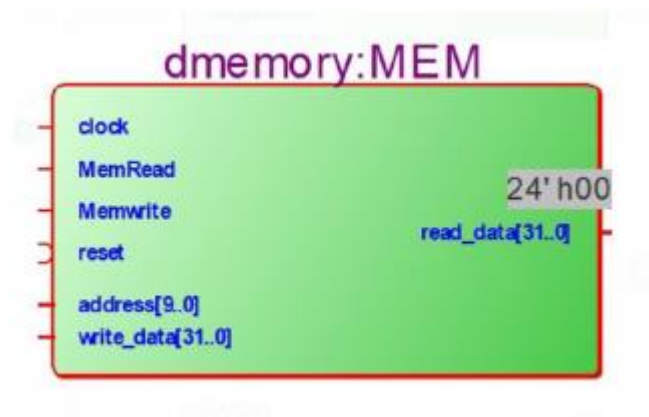 dmemory:MEM
clock
MemRead
Memwrite
reset
address[9..0]
write_data[31..0]
24' h00
read_data[31..0]